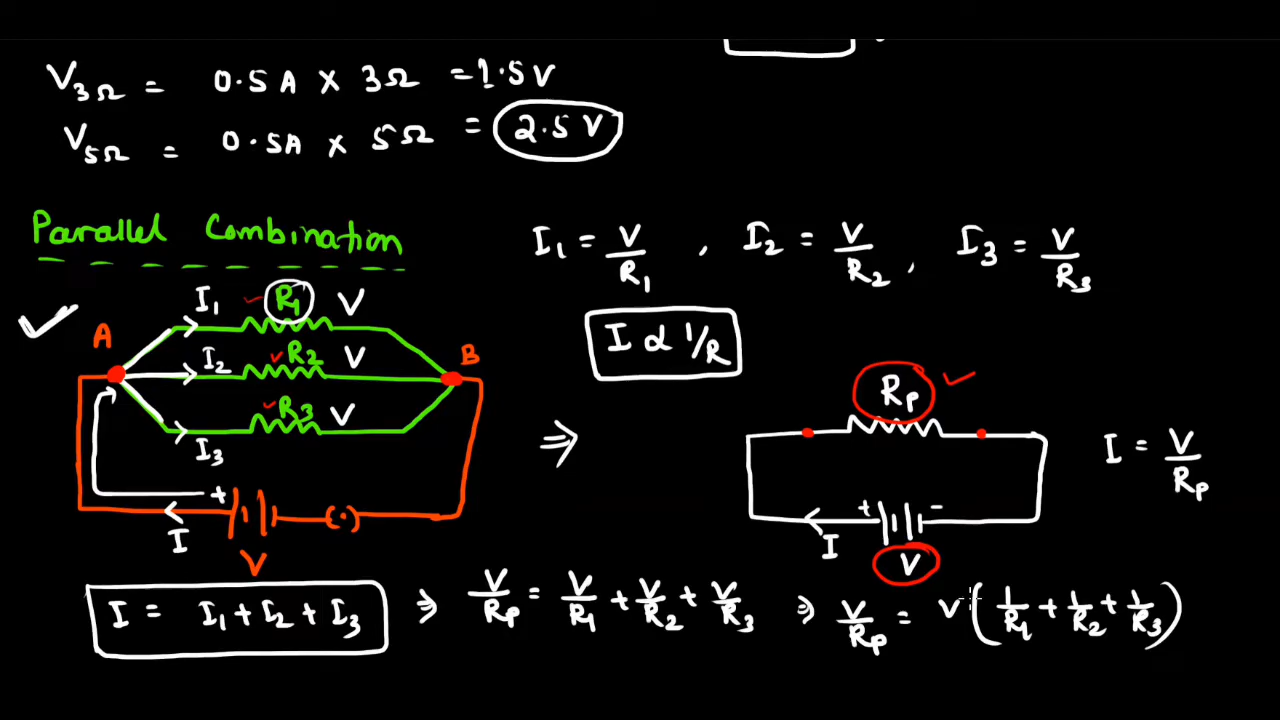 V3Ω = 0.5A × 3Ω = 1.5V
V5Ω = 0.5A × 5Ω = 2.5 V
Parallel Combination
I1 = V/R1 , I2 = V/R2 , I3 = V/R3
I1 R1 V
I ∝ 1/R
A I2 R2 V B
R3 V
I3
⇒
Rp
I = V/Rp
+
I
V
+ -
I
V
I = I1 + I2 + I3 ⇒ V/Rp = V/R1 + V/R2 + V/R3 ⇒ V/Rp = V(1/R1 + 1/R2 + 1/R3)